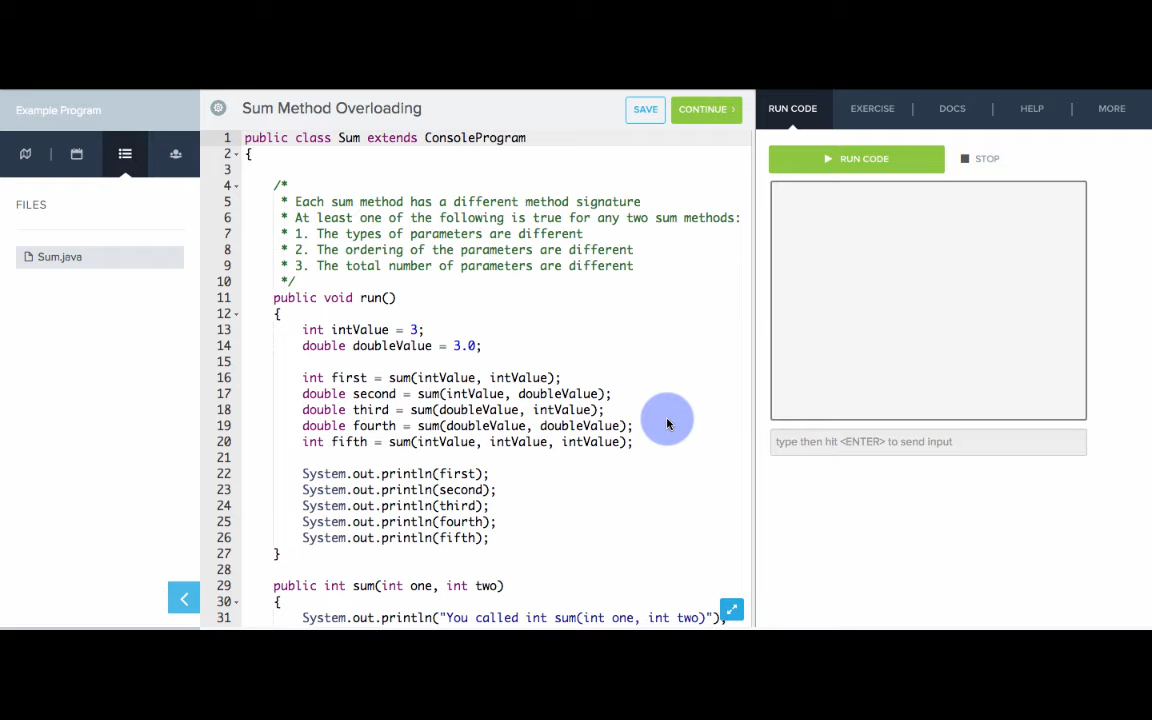 Example Program
FILES
Sum.java
Sum Method Overloading
SAVE
CONTINUE >
1 public class Sum extends ConsoleProgram
2 {
3
4 /*
5 * Each sum method has a different method signature
6 * At least one of the following is true for any two sum methods:
7 * 1. The types of parameters are different
8 * 2. The ordering of the parameters are different
9 * 3. The total number of parameters are different
10 */
11 public void run()
12 {
13 int intValue = 3;
14 double doubleValue = 3.0;
15
16 int first = sum(intValue, intValue);
17 double second = sum(intValue, doubleValue);
18 double third = sum(doubleValue, intValue);
19 double fourth = sum(doubleValue, doubleValue);
20 int fifth = sum(intValue, intValue, intValue);
21
22 System.out.println(first);
23 System.out.println(second);
24 System.out.println(third);
25 System.out.println(fourth);
26 System.out.println(fifth);
27 }
28
29 public int sum(int one, int two)
30 {
31 System.out.println("You called int sum(int one, int two)");
RUN CODE
EXERCISE
DOCS
HELP
MORE
RUN CODE
STOP
type then hit <ENTER> to send input